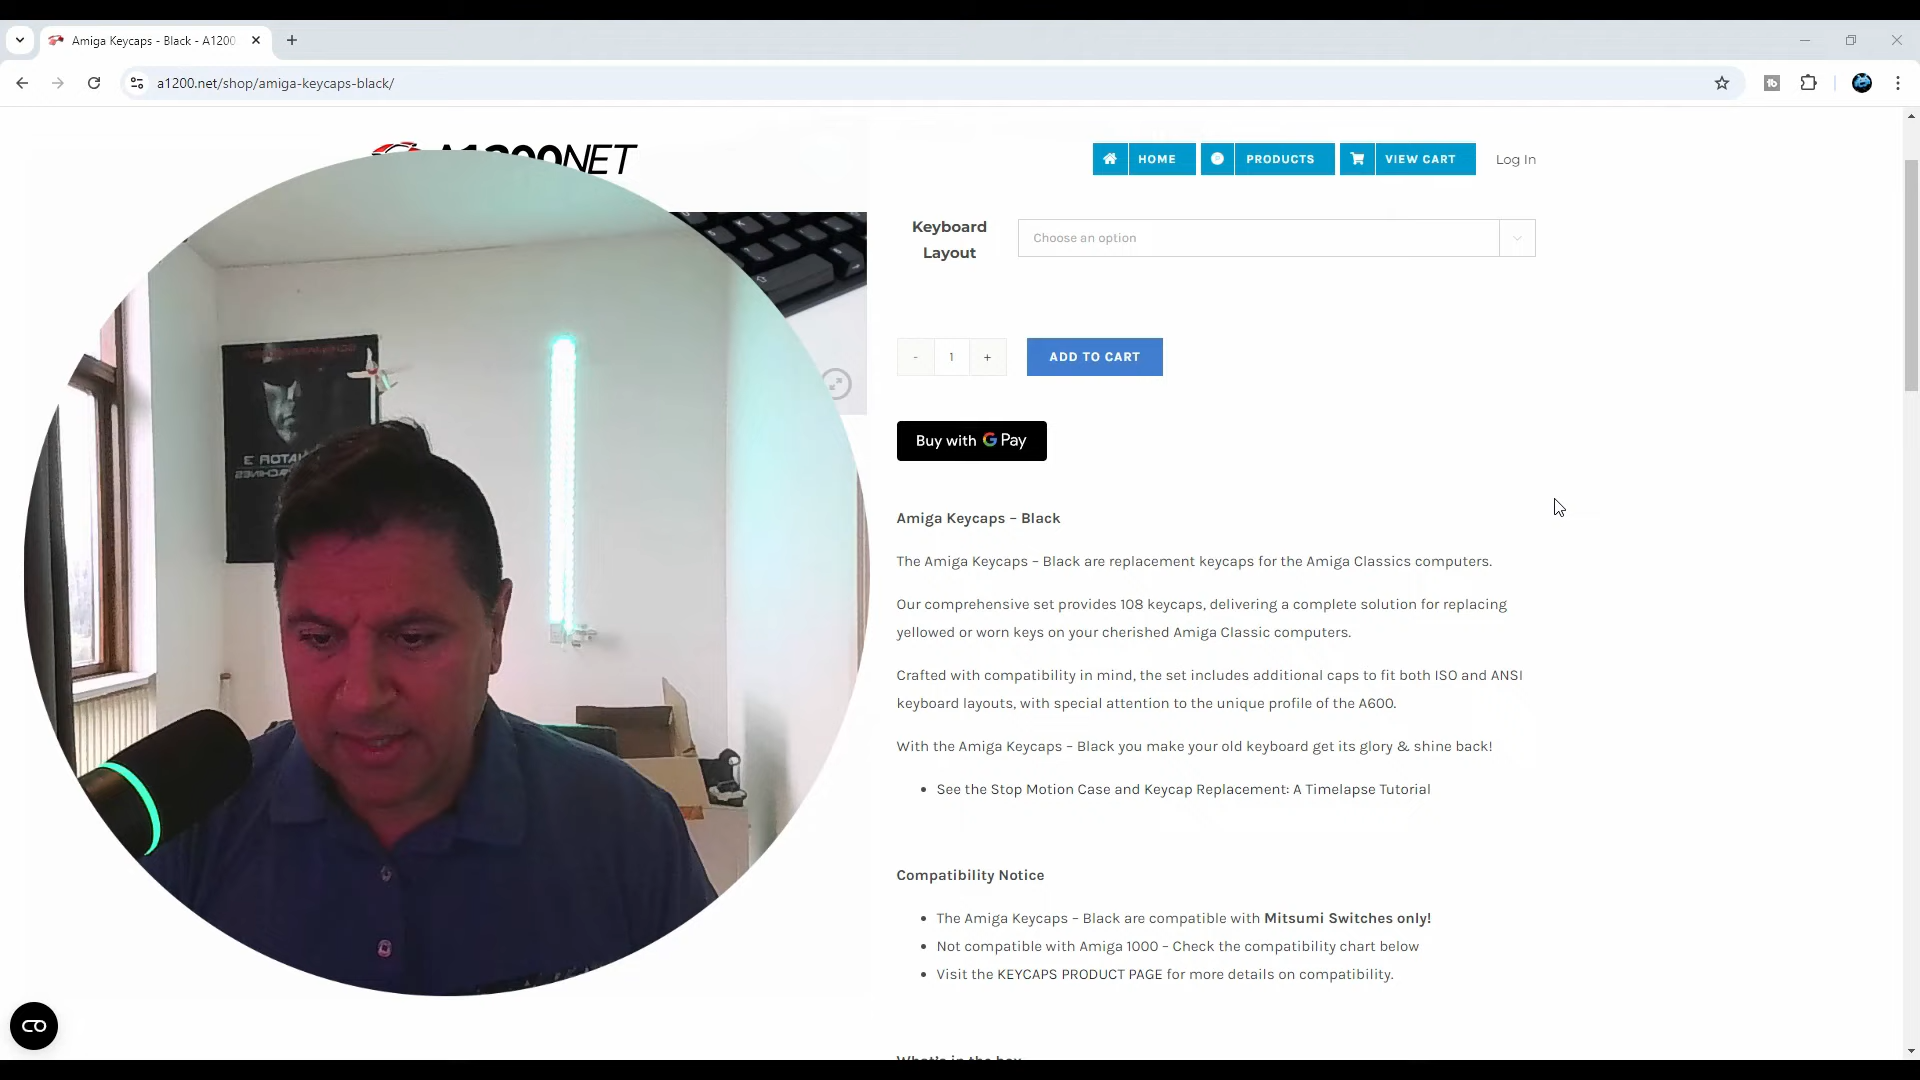 Amiga Keycaps - Black - A1200
a1200.net/shop/amiga-keycaps-black/
A1200NET
HOME
PRODUCTS
VIEW CART
Log In
Keyboard
Layout
Choose an option
- 1 +
ADD TO CART
Buy with G Pay
Amiga Keycaps – Black
The Amiga Keycaps – Black are replacement keycaps for the Amiga Classics computers.
Our comprehensive set provides 108 keycaps, delivering a complete solution for replacing
yellowed or worn keys on your cherished Amiga Classic computers.
Crafted with compatibility in mind, the set includes additional caps to fit both ISO and ANSI
keyboard layouts, with special attention to the unique profile of the A600.
With the Amiga Keycaps – Black you make your old keyboard get its glory & shine back!
• See the Stop Motion Case and Keycap Replacement: A Timelapse Tutorial
Compatibility Notice
• The Amiga Keycaps – Black are compatible with Mitsumi Switches only!
• Not compatible with Amiga 1000 – Check the compatibility chart below
• Visit the KEYCAPS PRODUCT PAGE for more details on compatibility.
What's in the box